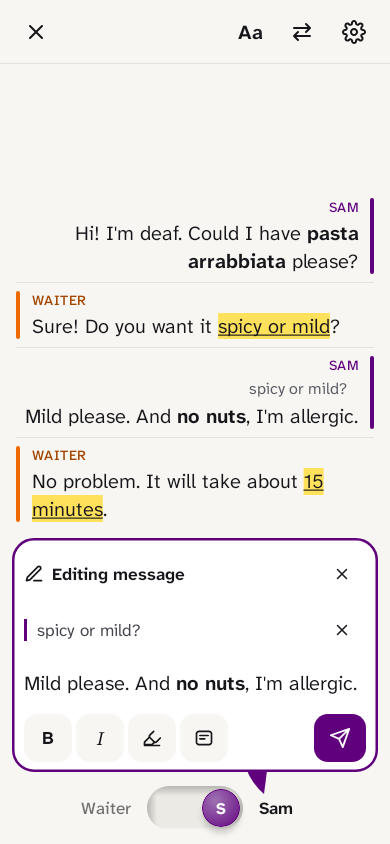 Aa
SAM
Hi! I'm deaf. Could I have pasta
arrabbiata please?
WAITER
Sure! Do you want it spicy or mild?
SAM
spicy or mild?
Mild please. And no nuts, I'm allergic.
WAITER
No problem. It will take about 15
minutes.
Editing message
spicy or mild?
Mild please. And no nuts, I'm allergic.
B I
Waiter S Sam